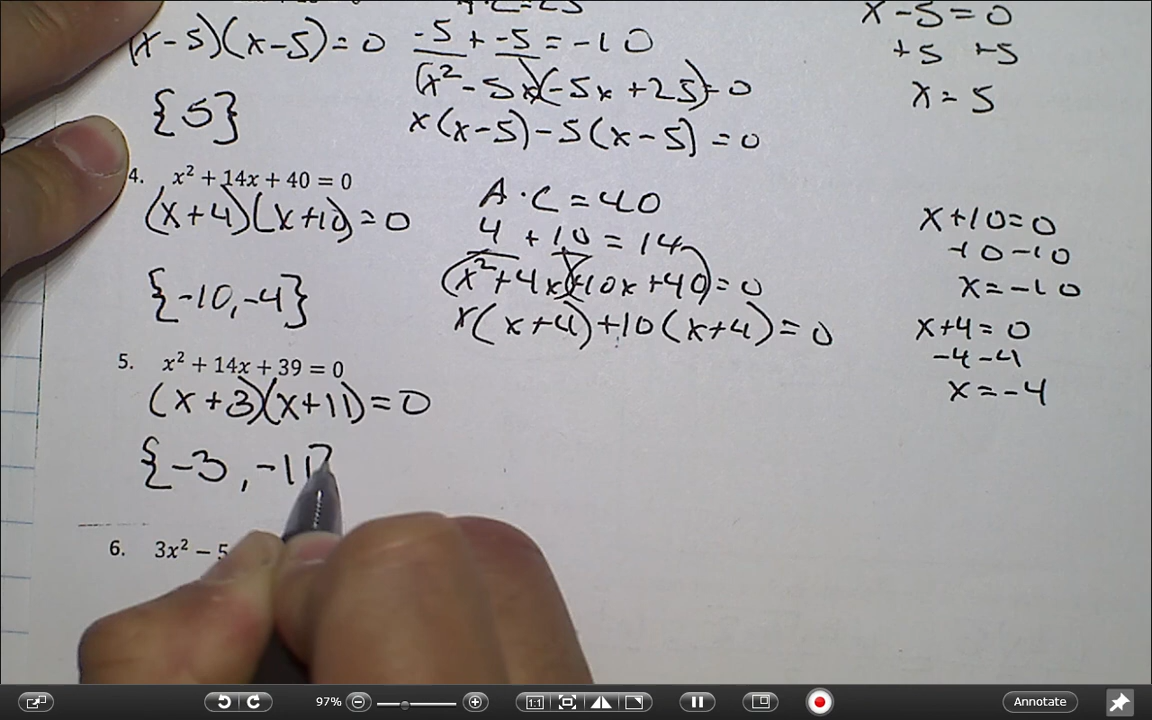 (x-5)(x-5)=0
-5 + -5 = -10
x-5=0
+5 +5
(x²-5x)(-5x+25)=0
x=5
{5}
x(x-5)-5(x-5)=0
4. x² + 14x + 40 = 0
A·C=40
(x+4)(x+10)=0
4 + 10 = 14
x+10=0
-10 -10
(x²+4x)(+10x+40)=0
x=-10
{-10,-4}
x(x+4)+10(x+4)=0
x+4=0
-4 -4
x=-4
5. x² + 14x + 39 = 0
(x+3)(x+11)=0
{-3,-11}
6. 3x² – 5
97%
1:1
Annotate